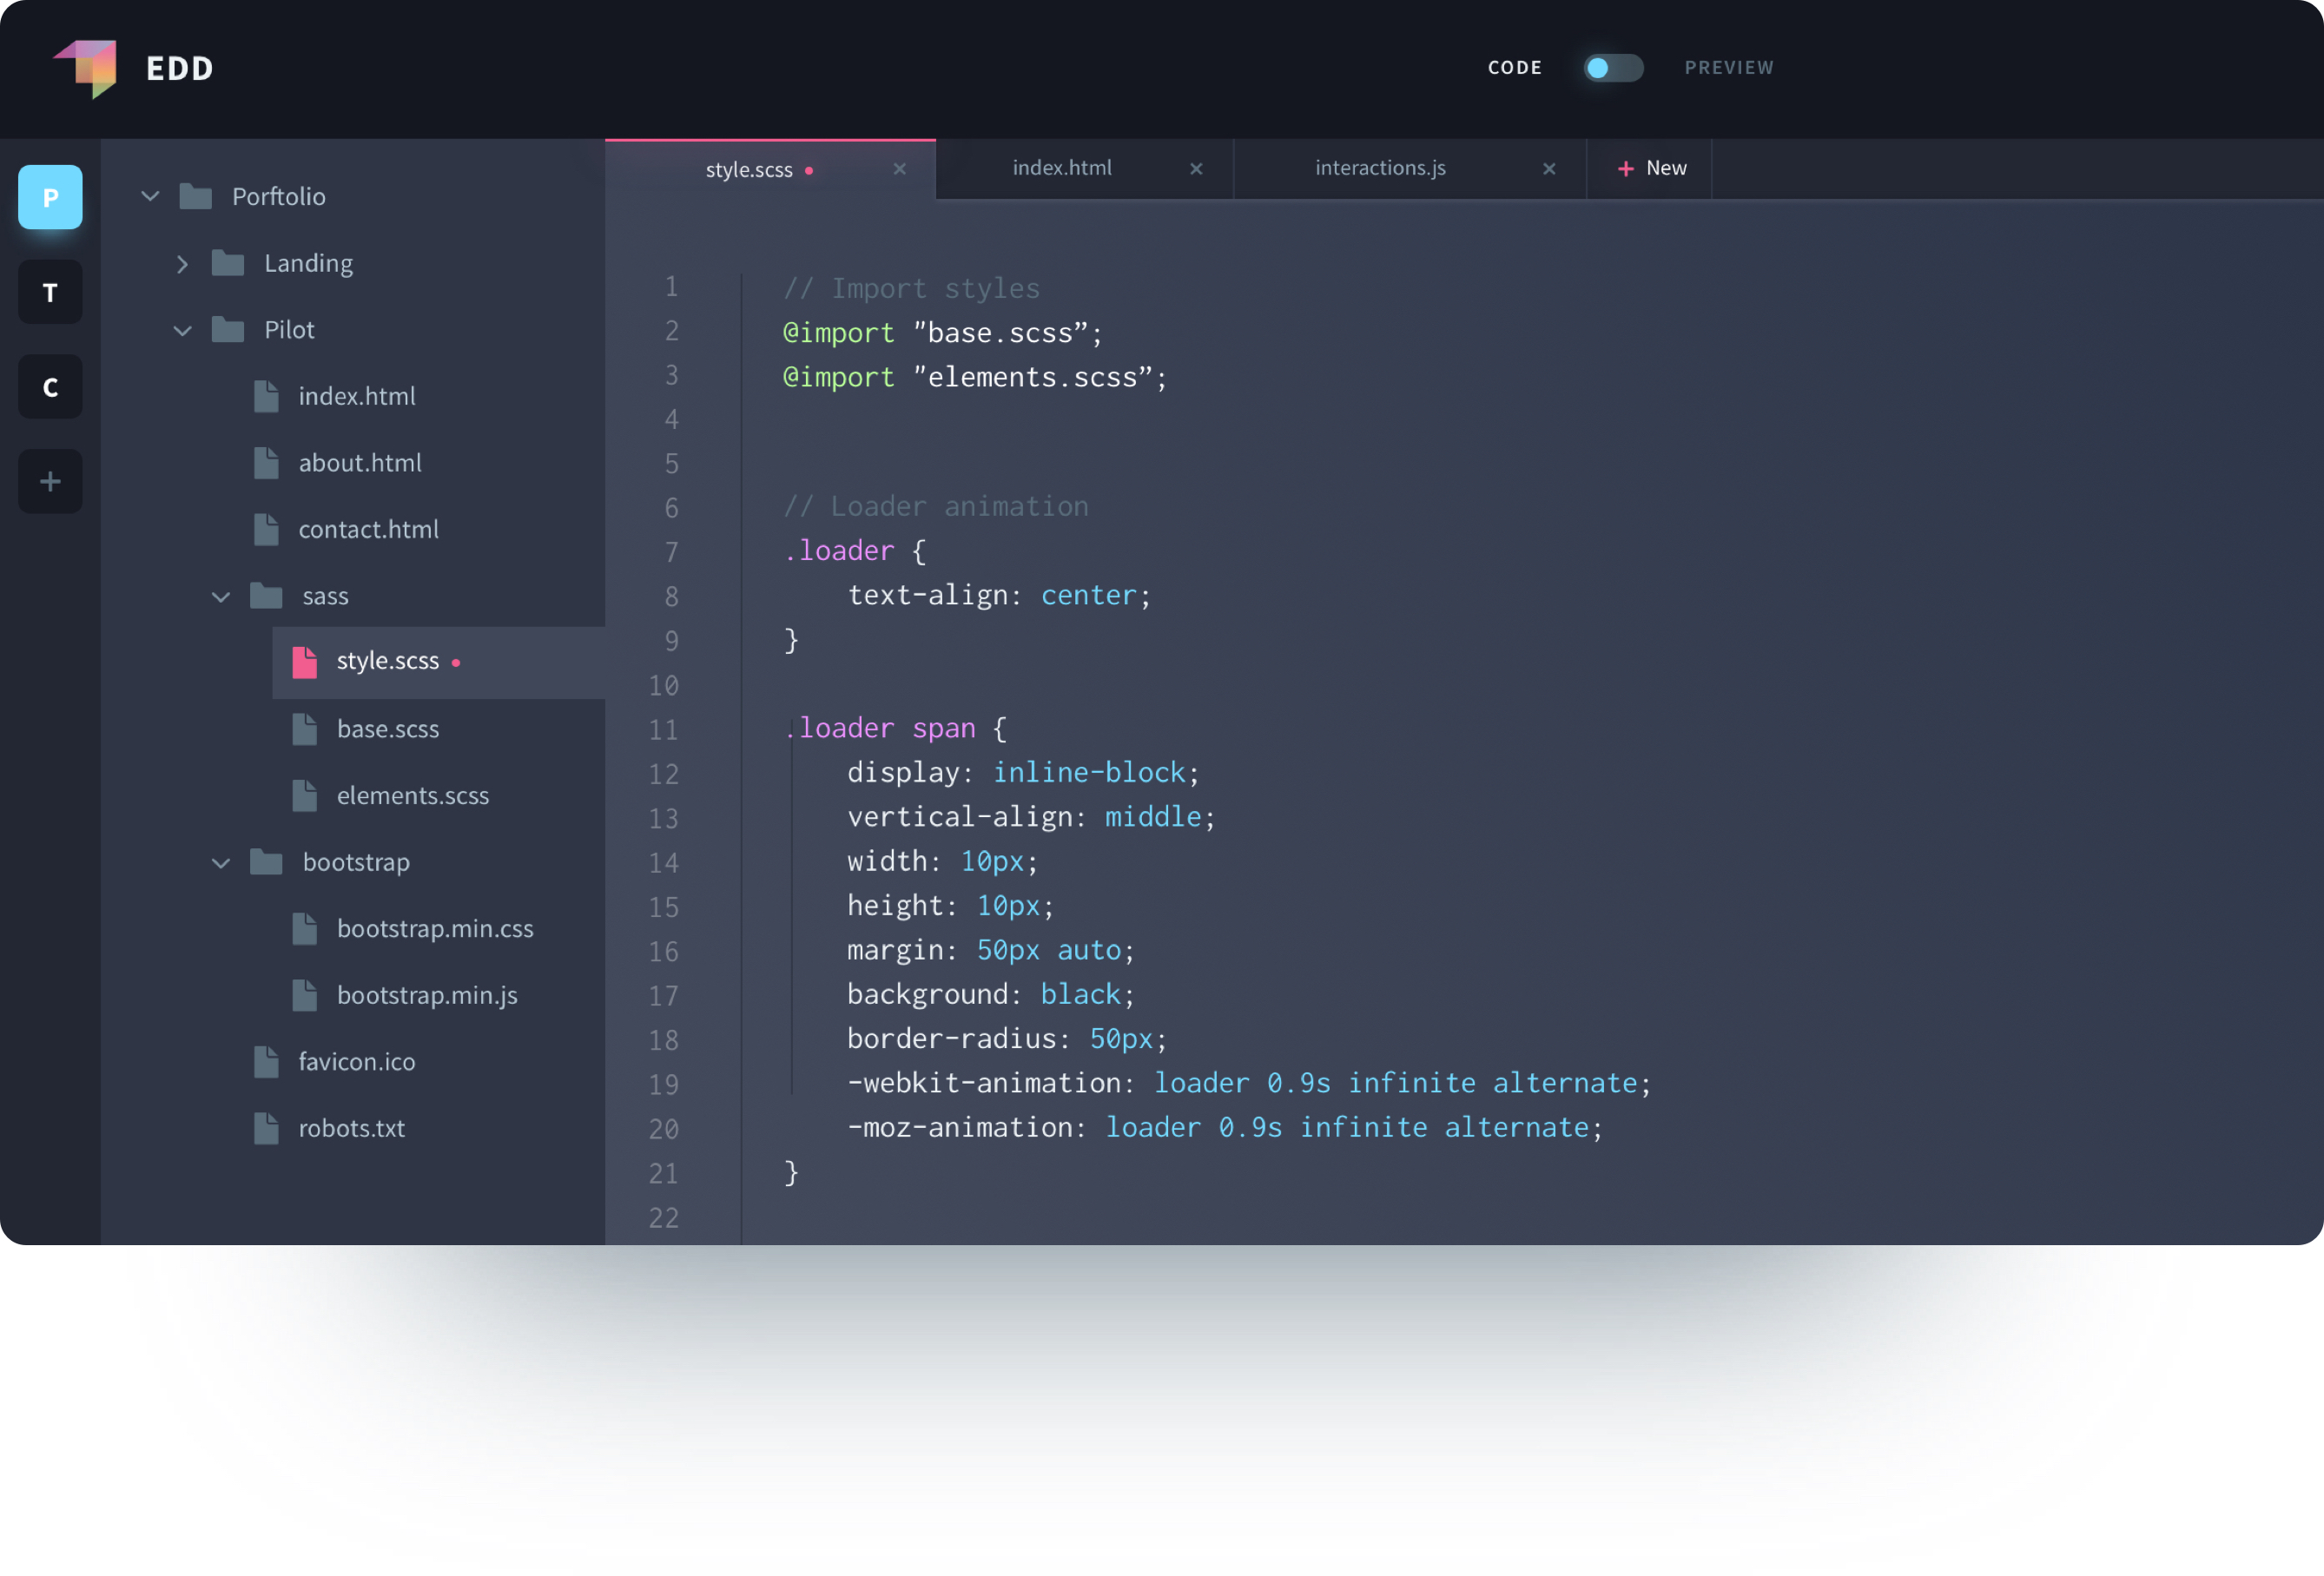 EDD
CODE PREVIEW
P
T
C
+
Porftolio
Landing
Pilot
index.html
about.html
contact.html
sass
style.scss
base.scss
elements.scss
bootstrap
bootstrap.min.css
bootstrap.min.js
favicon.ico
robots.txt
style.scss × index.html × interactions.js × + New
1 // Import styles
2 @import "base.scss”;
3 @import "elements.scss”;
4
5
6 // Loader animation
7 .loader {
8 text-align: center;
9 }
10
11 .loader span {
12 display: inline-block;
13 vertical-align: middle;
14 width: 10px;
15 height: 10px;
16 margin: 50px auto;
17 background: black;
18 border-radius: 50px;
19 -webkit-animation: loader 0.9s infinite alternate;
20 -moz-animation: loader 0.9s infinite alternate;
21 }
22